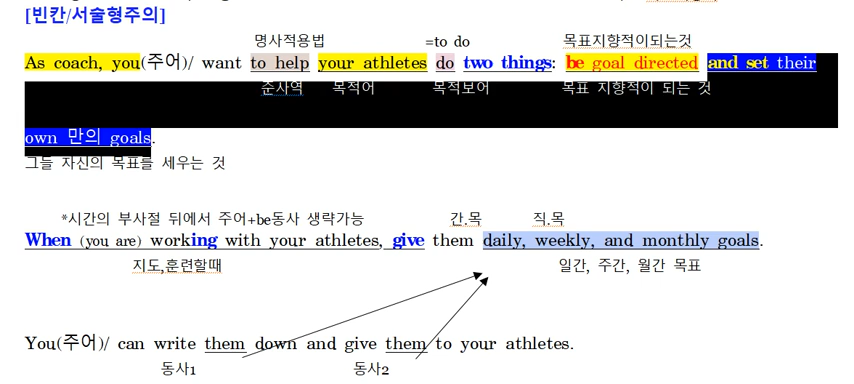 [빈칸/서술형주의]
명사적용법 =to do 목표지향적이되는것
As coach, you(주어)/ want to help your athletes do two things: be goal directed and set their
준사역 목적어 목적보어 목표 지향적이 되는 것
own 만의 goals.
그들 자신의 목표를 세우는 것
*시간의 부사절 뒤에서 주어+be동사 생략가능 간.목 직.목
When (you are) working with your athletes, give them daily, weekly, and monthly goals.
지도,훈련할때 일간, 주간, 월간 목표
You(주어)/ can write them down and give them to your athletes.
동사1 동사2